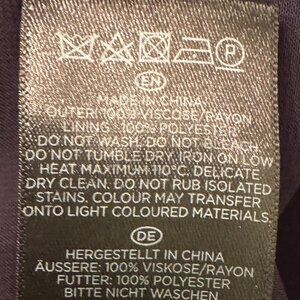 P
EN
MADE IN CHINA
OUTER: 100% VISCOSE/RAYON
LINING : 100% POLYESTER
DO NOT WASH. DO NOT BLEACH.
DO NOT TUMBLE DRY. IRON ON LOW
HEAT MAXIMUM 110°C. DELICATE
DRY CLEAN. DO NOT RUB ISOLATED
STAINS. COLOUR MAY TRANSFER
ONTO LIGHT COLOURED MATERIALS.
DE
HERGESTELLT IN CHINA
ÄUSSERE: 100% VISKOSE/RAYON
FUTTER: 100% POLYESTER
BITTE NICHT WASCHEN